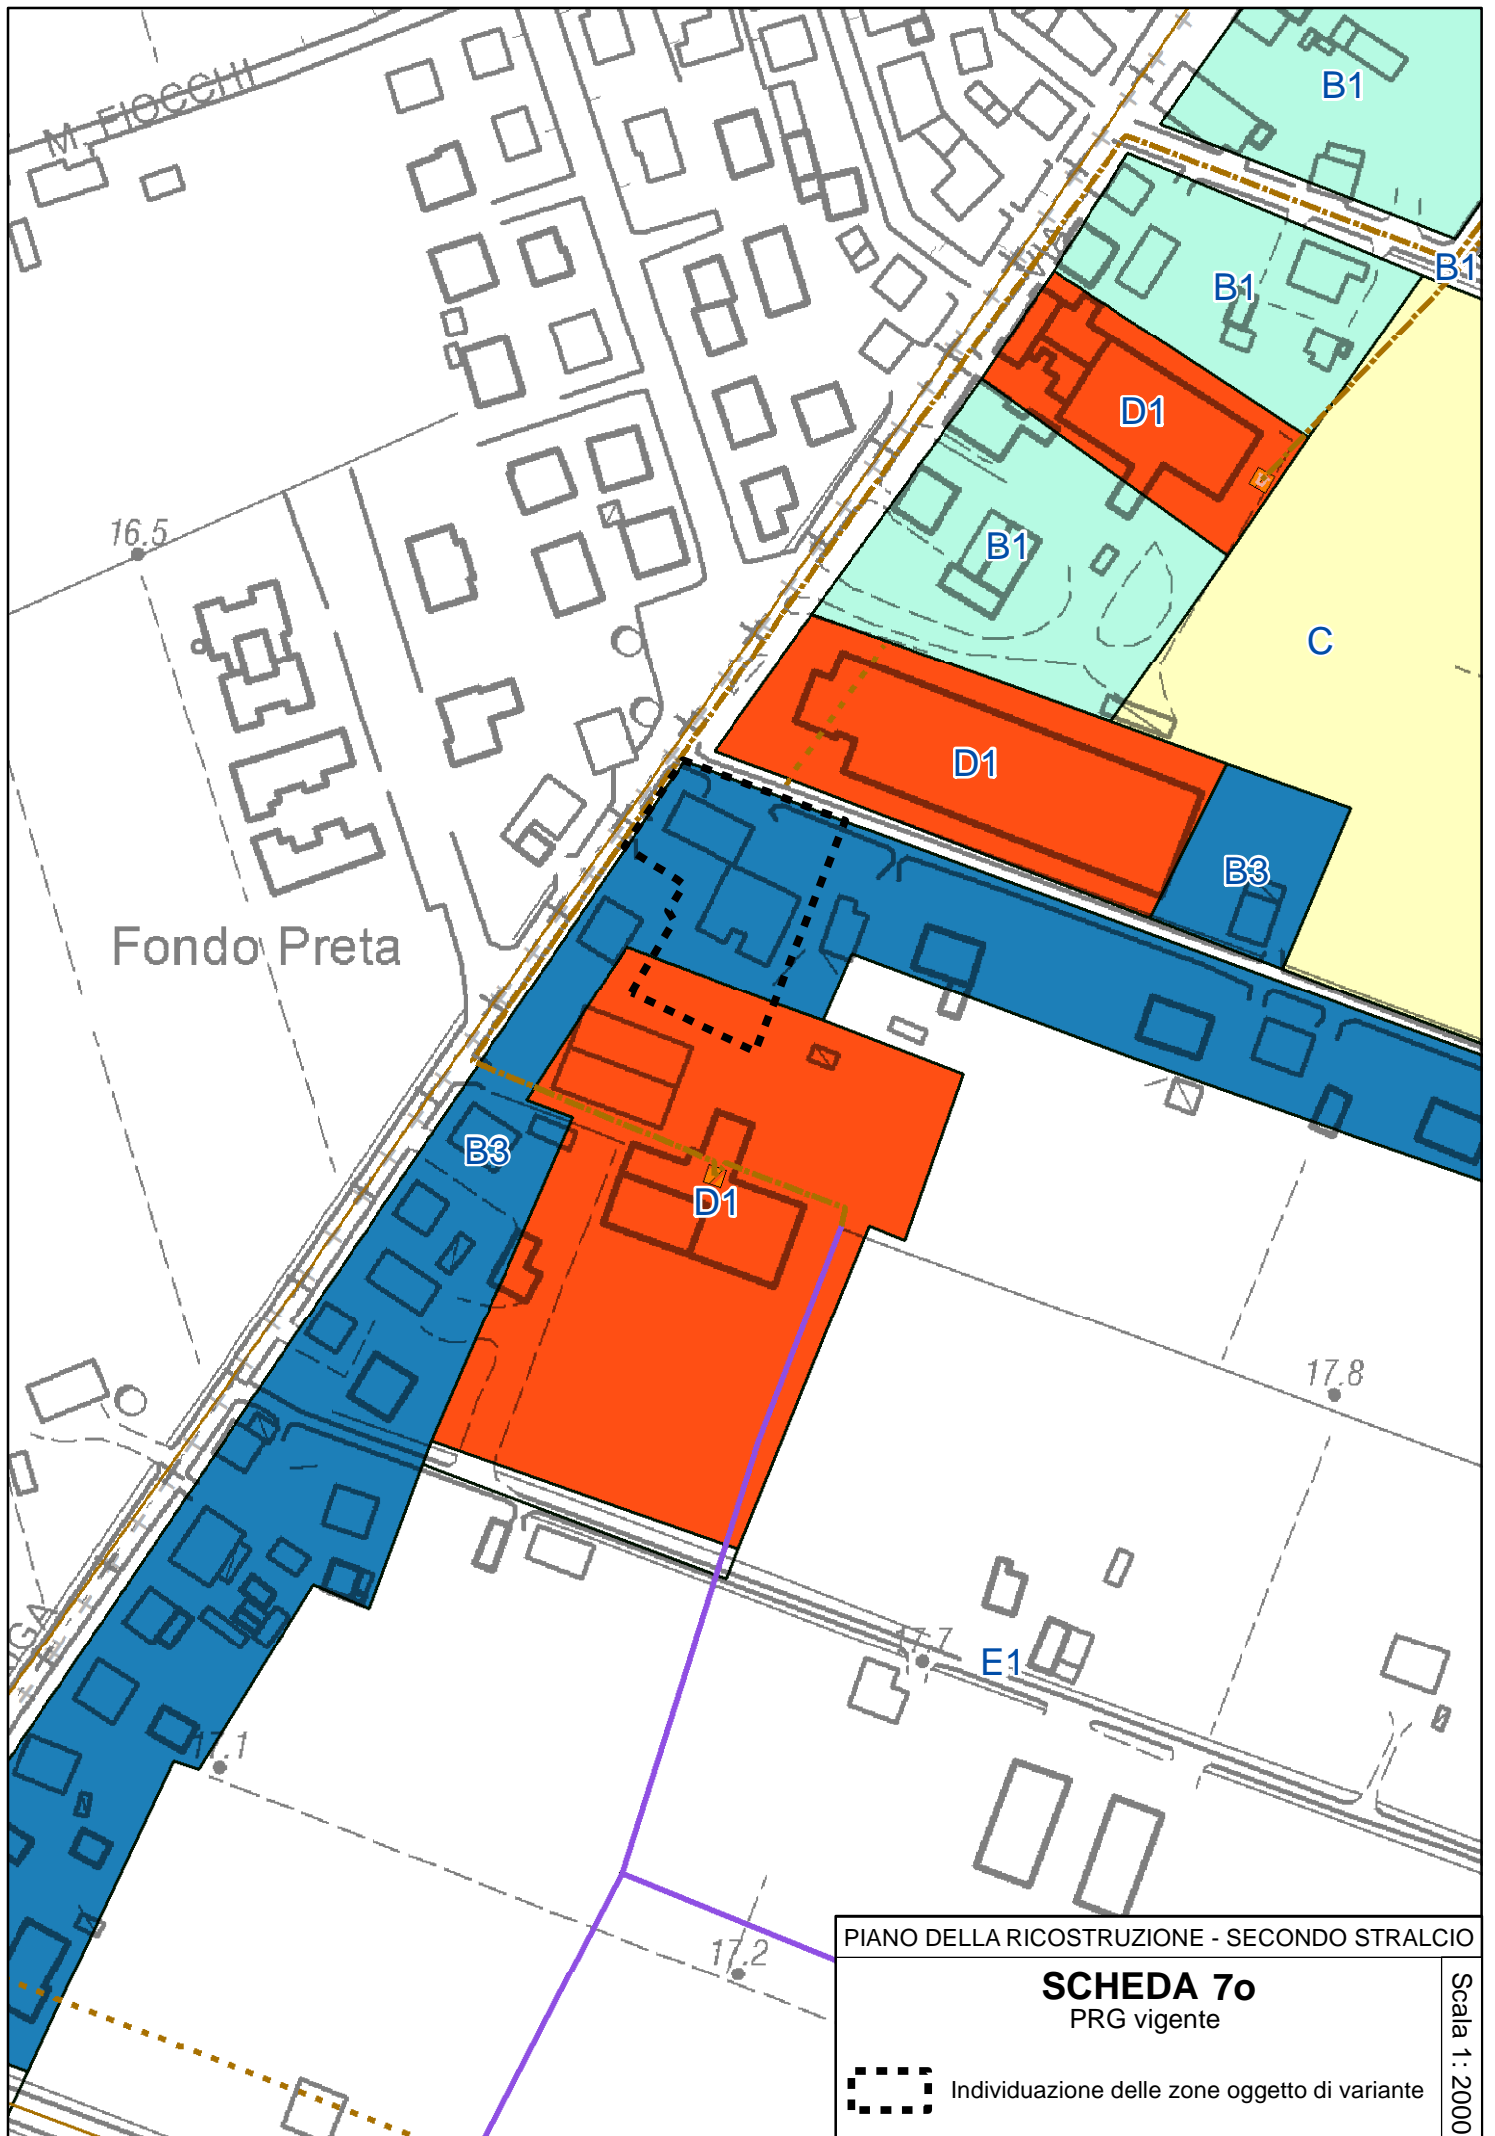 M. FIOCCHI
B1
B1
B1
VIA
D1
16.5
B1
C
D1
B3
Fondo Preta
B3
D1
17.8
17.7
E1
17.1
17.2
PIANO DELLA RICOSTRUZIONE - SECONDO STRALCIO
SCHEDA 7o
PRG vigente
Individuazione delle zone oggetto di variante
Scala 1: 2000